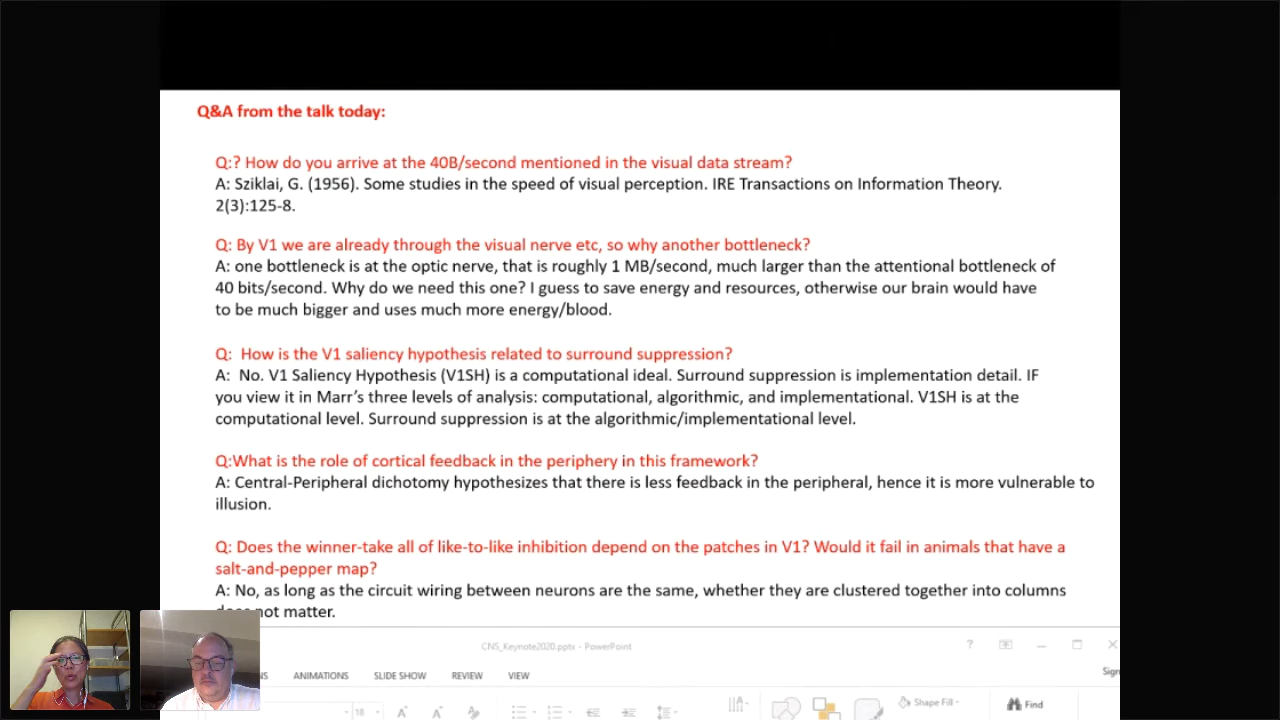 Q&A from the talk today:
Q:? How do you arrive at the 40B/second mentioned in the visual data stream?
A: Sziklai, G. (1956). Some studies in the speed of visual perception. IRE Transactions on Information Theory.
2(3):125-8.
Q: By V1 we are already through the visual nerve etc, so why another bottleneck?
A: one bottleneck is at the optic nerve, that is roughly 1 MB/second, much larger than the attentional bottleneck of
40 bits/second. Why do we need this one? I guess to save energy and resources, otherwise our brain would have
to be much bigger and uses much more energy/blood.
Q: How is the V1 saliency hypothesis related to surround suppression?
A: No. V1 Saliency Hypothesis (V1SH) is a computational ideal. Surround suppression is implementation detail. IF
you view it in Marr's three levels of analysis: computational, algorithmic, and implementational. V1SH is at the
computational level. Surround suppression is at the algorithmic/implementational level.
Q:What is the role of cortical feedback in the periphery in this framework?
A: Central-Peripheral dichotomy hypothesizes that there is less feedback in the peripheral, hence it is more vulnerable to
illusion.
Q: Does the winner-take all of like-to-like inhibition depend on the patches in V1? Would it fail in animals that have a
salt-and-pepper map?
A: No, as long as the circuit wiring between neurons are the same, whether they are clustered together into columns
not matter.
CNS_Keynote2020.pptx - PowerPoint
?
ANIMATIONS SLIDE SHOW REVIEW VIEW
18 Shape Fill Find